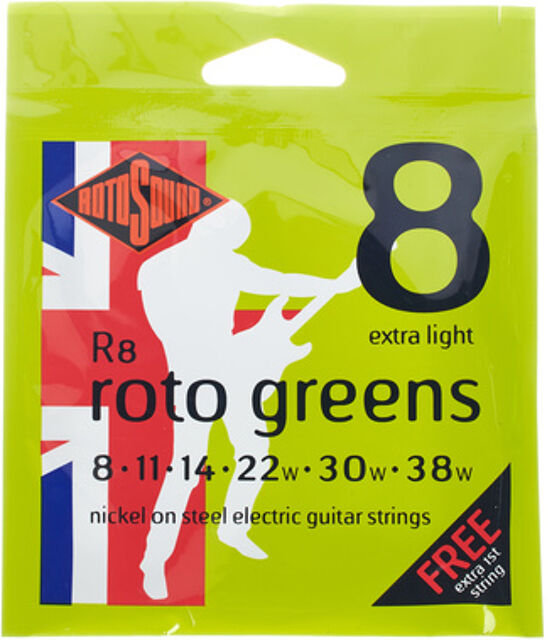 ROTOSOUND®
8
extra light
R8
roto greens
8·11·14·22w·30w·38w
nickel on steel electric guitar strings
FREE
extra 1st
string